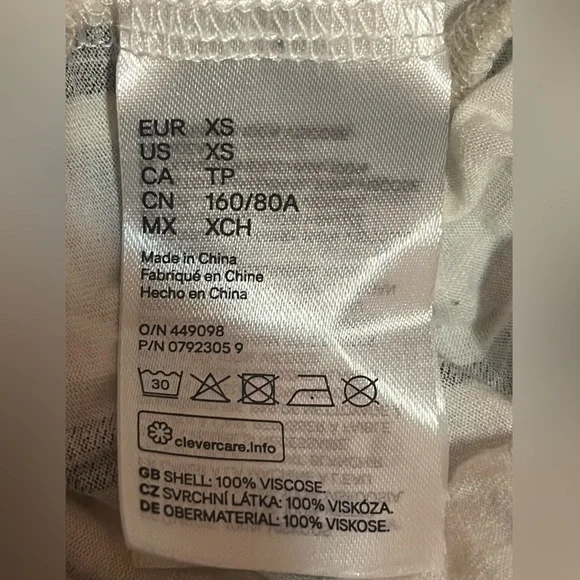 EUR XS
US XS
CA TP
CN 160/80A
MX XCH
Made in China
Fabriqué en Chine
Hecho en China
O/N 449098
P/N 0792305 9
30
clevercare.info
GB SHELL: 100% VISCOSE.
CZ SVRCHNÍ LÁTKA: 100% VISKÓZA.
DE OBERMATERIAL: 100% VISKOSE.